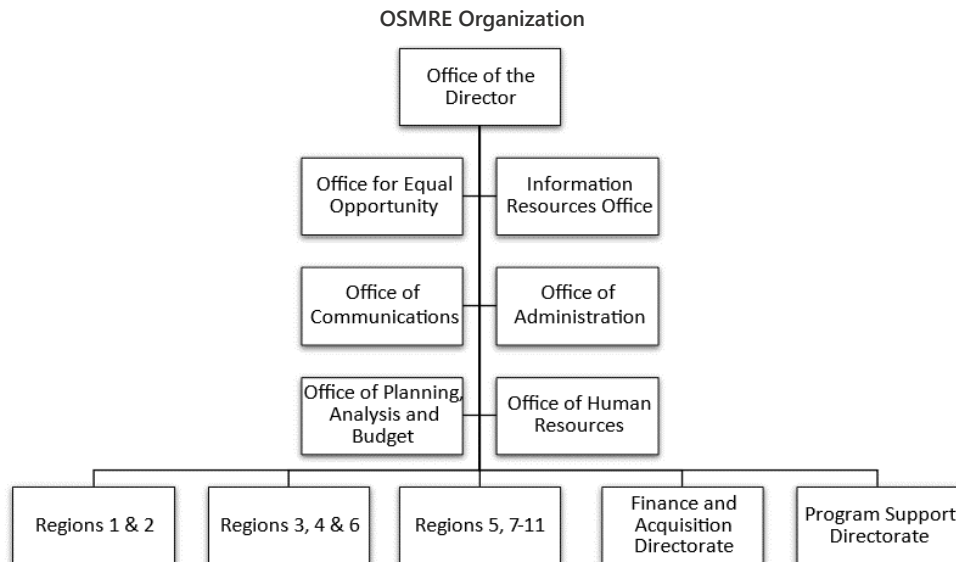 OSMRE Organization
Office of the
Director
Office for Equal
Opportunity
Information
Resources Office
Office of
Communications
Office of
Administration
Office of Planning,
Analysis and
Budget
Office of Human
Resources
Regions 1 & 2
Regions 3, 4 & 6
Regions 5, 7-11
Finance and
Acquisition
Directorate
Program Support
Directorate